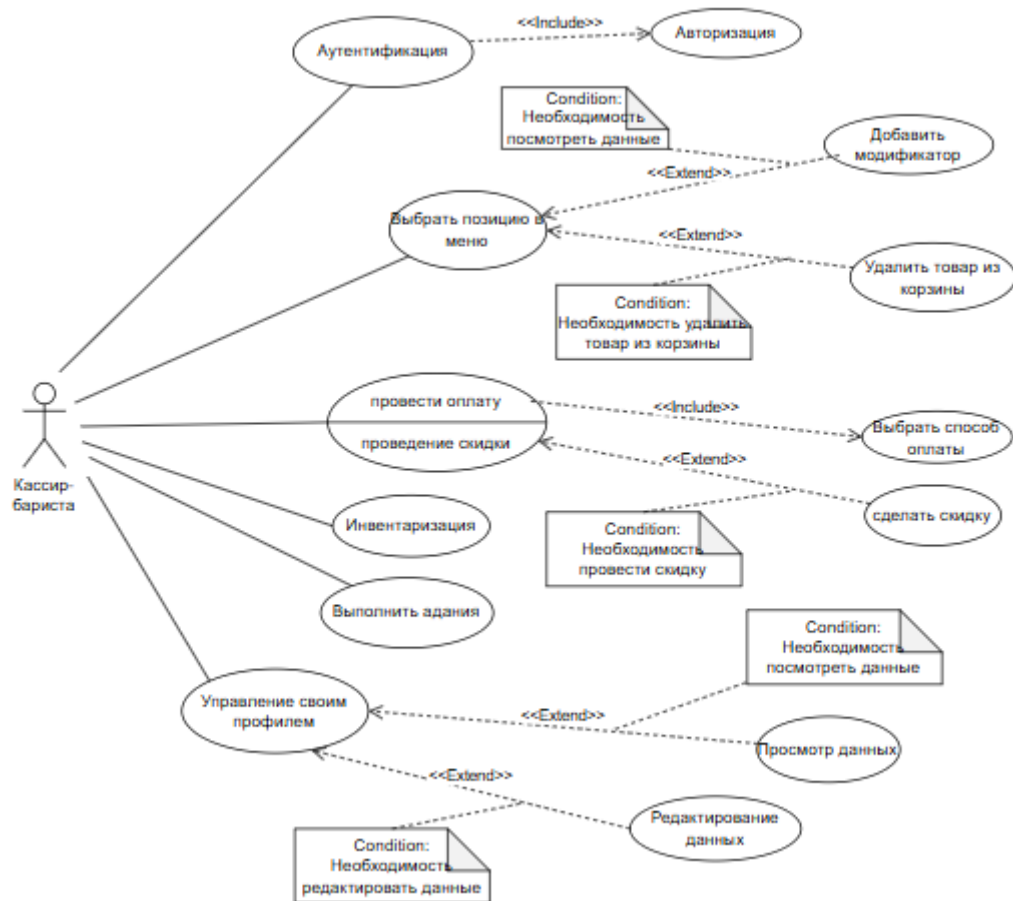 <<Include>>
Аутентификация
Авторизация
Condition:
Необходимость
посмотреть данные
Добавить
модификатор
<<Extend>>
Выбрать позицию в
меню
<<Extend>>
Удалить товар из
корзины
Condition:
Необходимость удалить
товар из корзины
провести оплату
проведение скидки
<<Include>>
Выбрать способ
оплаты
<<Extend>>
сделать скидку
Кассир-
бариста
Инвентаризация
Condition:
Необходимость
провести скидку
Выполнить адания
Condition:
Необходимость
посмотреть данные
Управление своим
профилем
<<Extend>>
Просмотр данных
<<Extend>>
Редактирование
данных
Condition:
Необходимость
редактировать данные